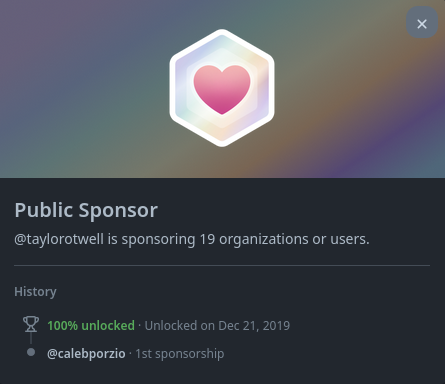 Public Sponsor
@taylorotwell is sponsoring 19 organizations or users.
History
100% unlocked · Unlocked on Dec 21, 2019
@calebporzio · 1st sponsorship